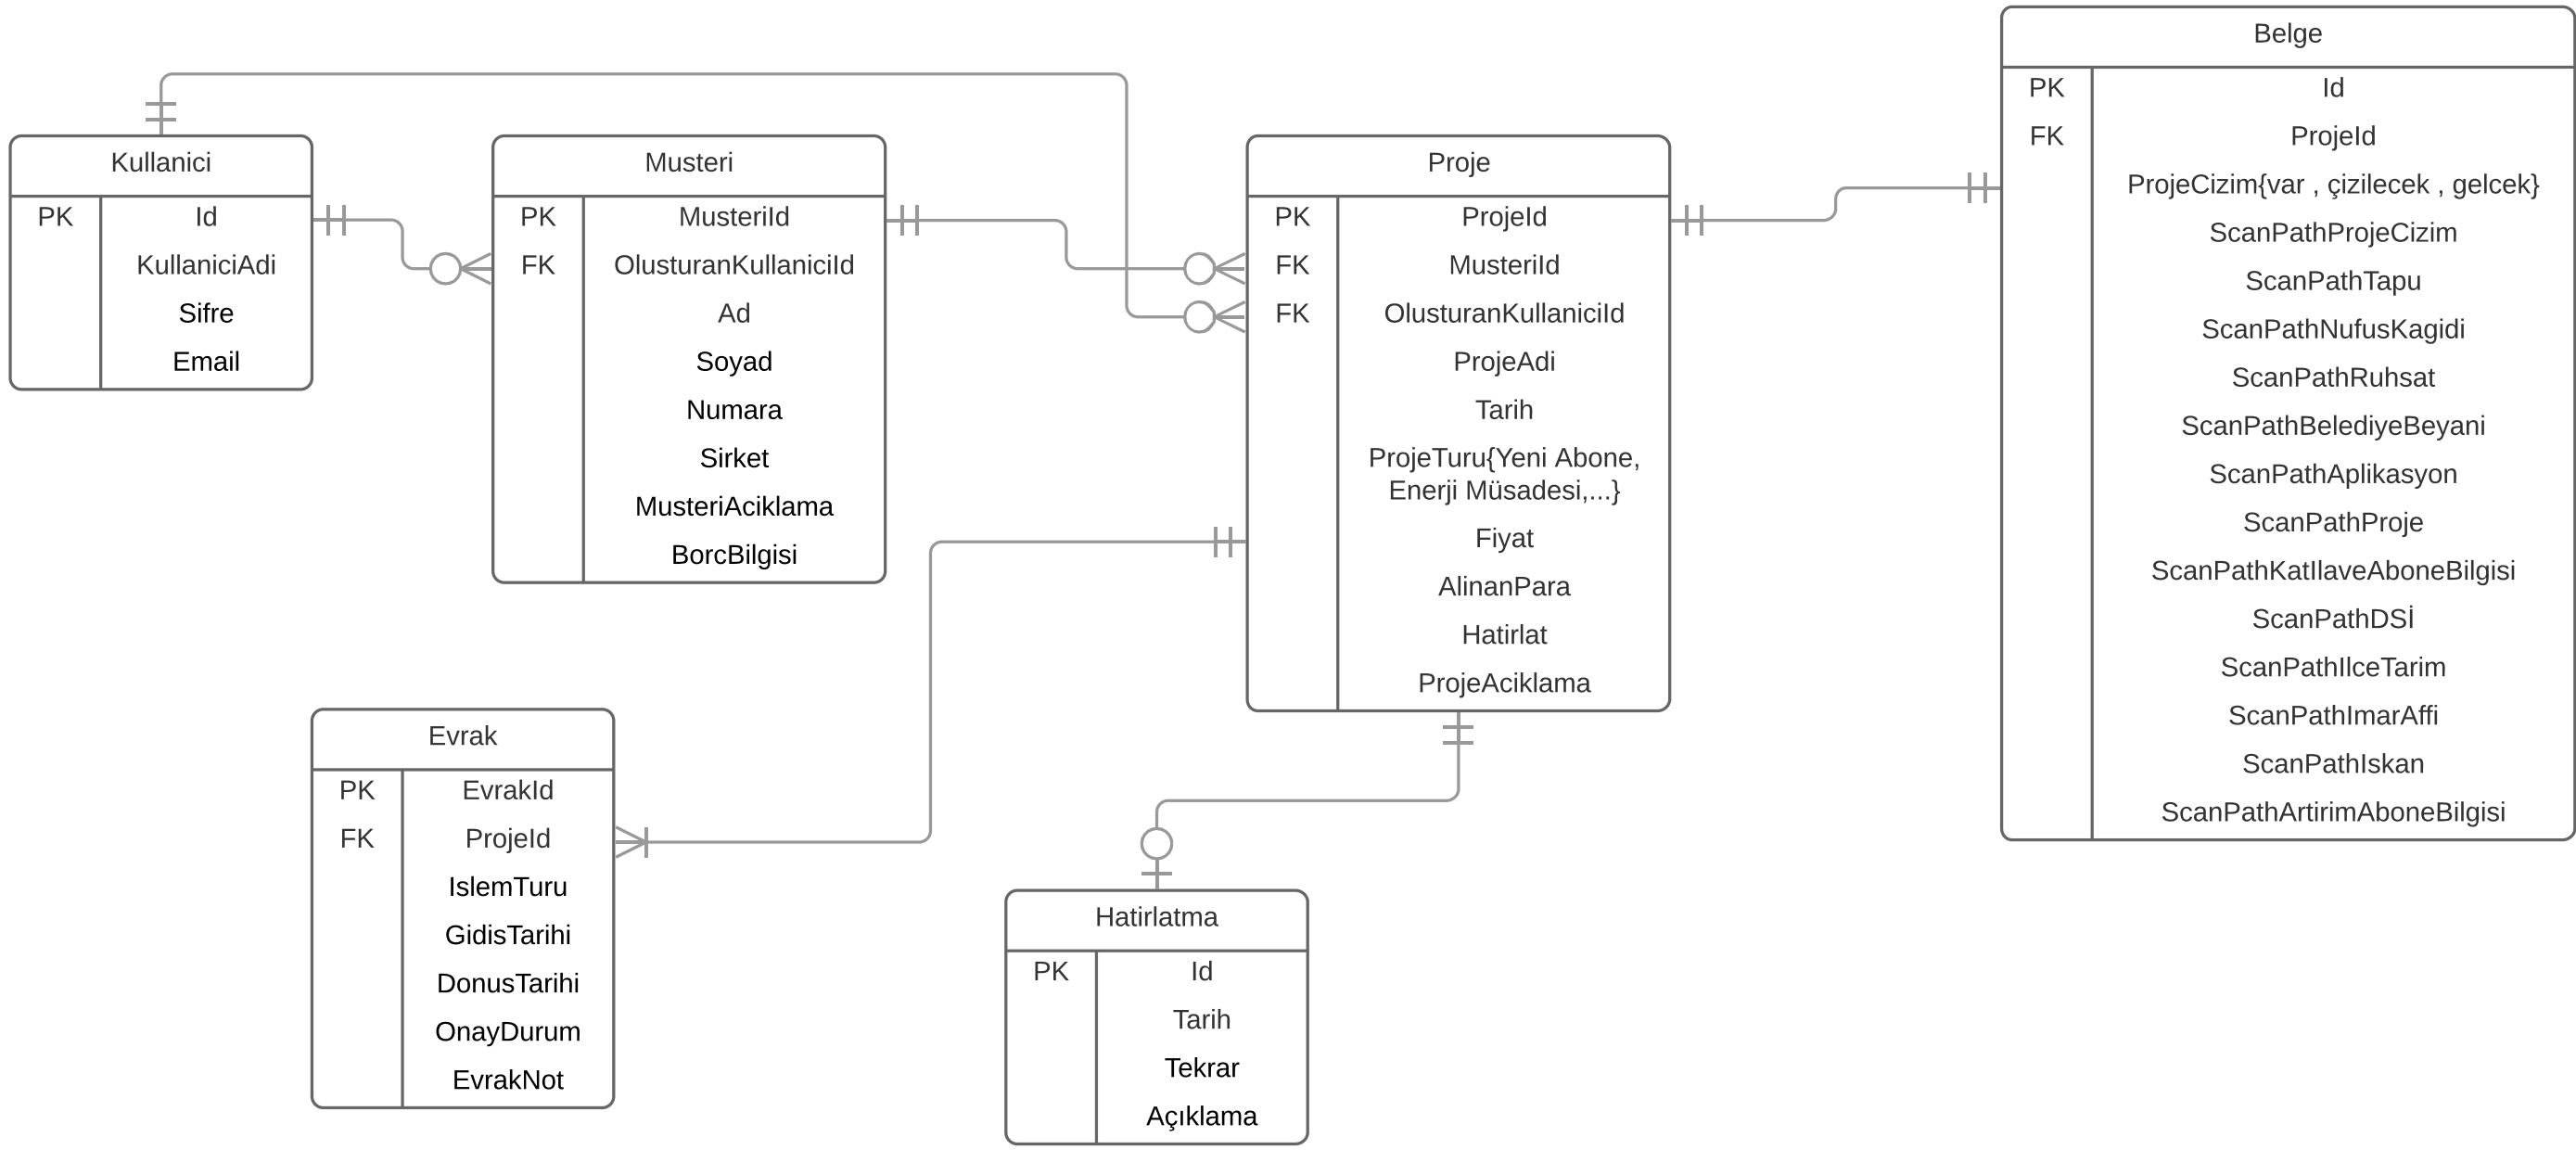 Kullanici
PK Id
KullaniciAdi
Sifre
Email
Musteri
PK MusteriId
FK OlusturanKullaniciId
Ad
Soyad
Numara
Sirket
MusteriAciklama
BorcBilgisi
Proje
PK ProjeId
FK MusteriId
FK OlusturanKullaniciId
ProjeAdi
Tarih
ProjeTuru{Yeni Abone,
Enerji Müsadesi,...}
Fiyat
AlinanPara
Hatirlat
ProjeAciklama
Belge
PK Id
FK ProjeId
ProjeCizim{var , çizilecek , gelcek}
ScanPathProjeCizim
ScanPathTapu
ScanPathNufusKagidi
ScanPathRuhsat
ScanPathBelediyeBeyani
ScanPathAplikasyon
ScanPathProje
ScanPathKatIlaveAboneBilgisi
ScanPathDSİ
ScanPathIlceTarim
ScanPathImarAffi
ScanPathIskan
ScanPathArtirimAboneBilgisi
Evrak
PK EvrakId
FK ProjeId
IslemTuru
GidisTarihi
DonusTarihi
OnayDurum
EvrakNot
Hatirlatma
PK Id
Tarih
Tekrar
Açıklama